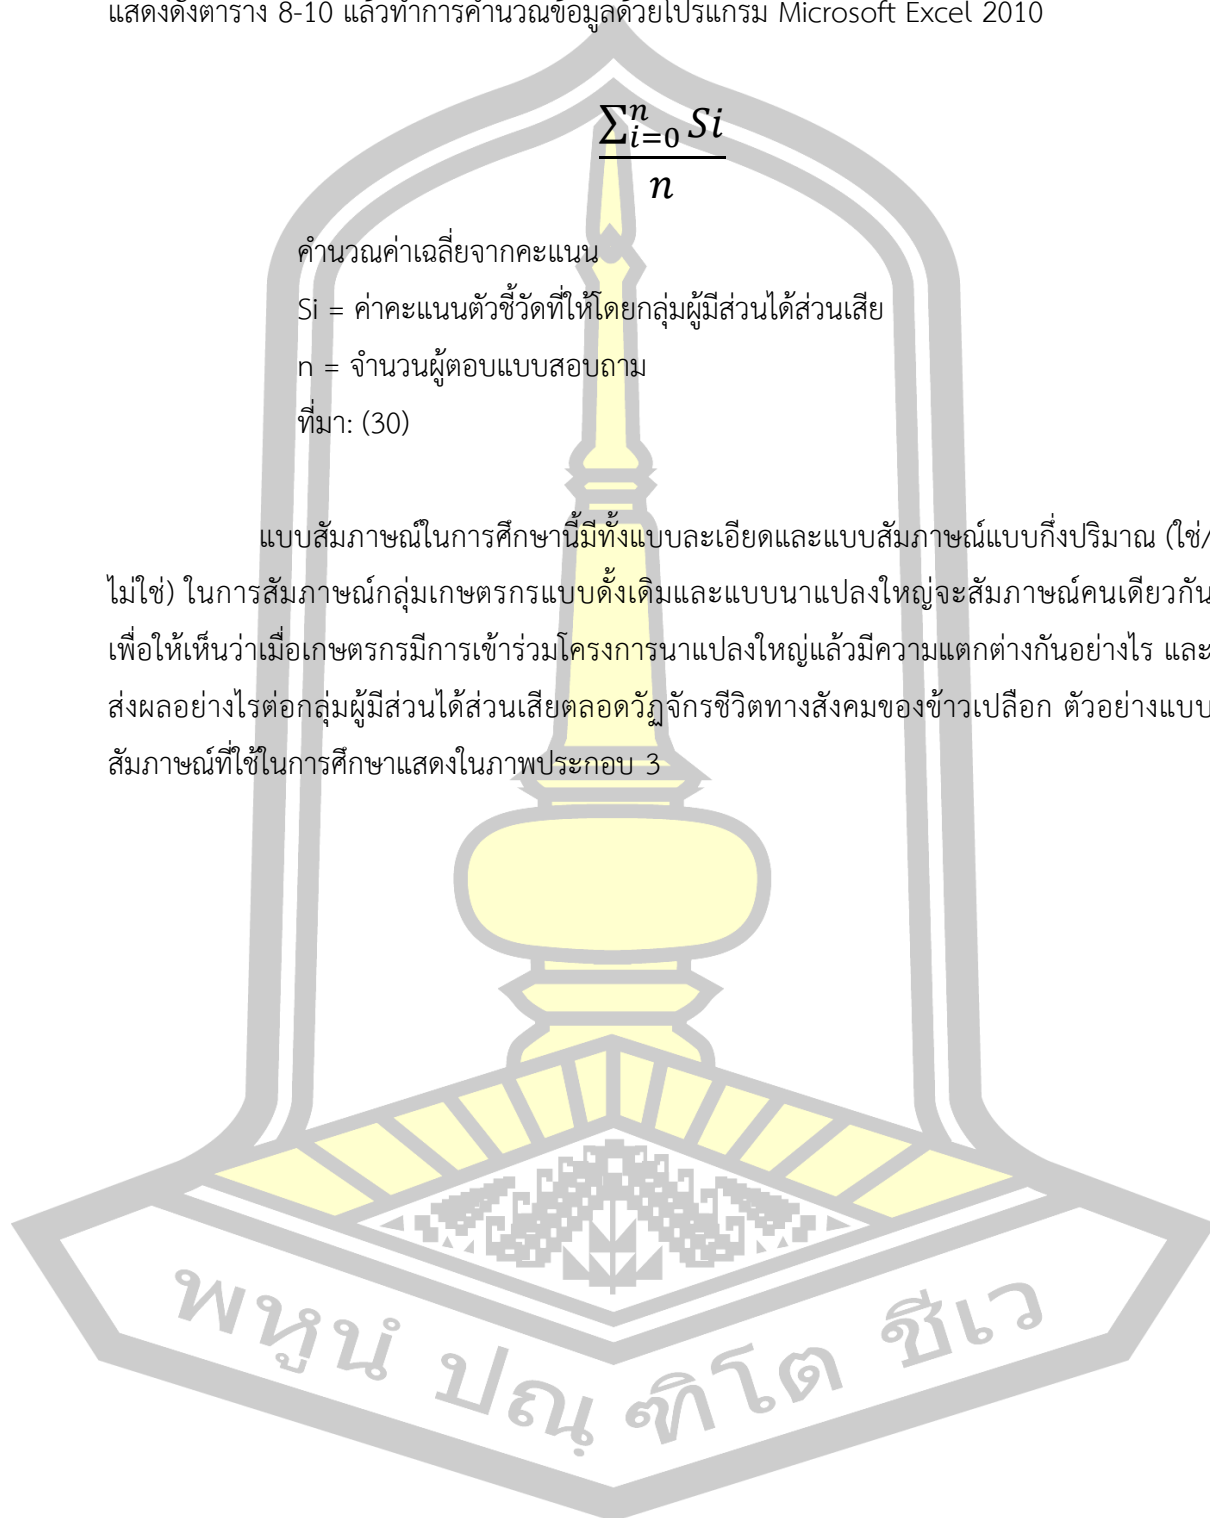 แสดงดังตาราง 8-10 แล้วทำการคำนวณข้อมูลด้วยโปรแกรม Microsoft Excel 2010
\frac{\sum_{i=0}^{n} Si}{n}
คำนวณค่าเฉลี่ยจากคะแนน
Si = ค่าคะแนนตัวชี้วัดที่ให้โดยกลุ่มผู้มีส่วนได้ส่วนเสีย
n = จำนวนผู้ตอบแบบสอบถาม
ที่มา: (30)
แบบสัมภาษณ์ในการศึกษานี้มีทั้งแบบละเอียดและแบบสัมภาษณ์แบบกึ่งปริมาณ (ใช่/
ไม่ใช่) ในการสัมภาษณ์กลุ่มเกษตรกรแบบดั้งเดิมและแบบนาแปลงใหญ่จะสัมภาษณ์คนเดียวกัน
เพื่อให้เห็นว่าเมื่อเกษตรกรมีการเข้าร่วมโครงการนาแปลงใหญ่แล้วมีความแตกต่างกันอย่างไร และ
ส่งผลอย่างไรต่อกลุ่มผู้มีส่วนได้ส่วนเสียตลอดวัฏจักรชีวิตทางสังคมของข้าวเปลือก ตัวอย่างแบบ
สัมภาษณ์ที่ใช้ในการศึกษาแสดงในภาพประกอบ 3
พหูนํ ปณฺ ฑิโต ชีเว